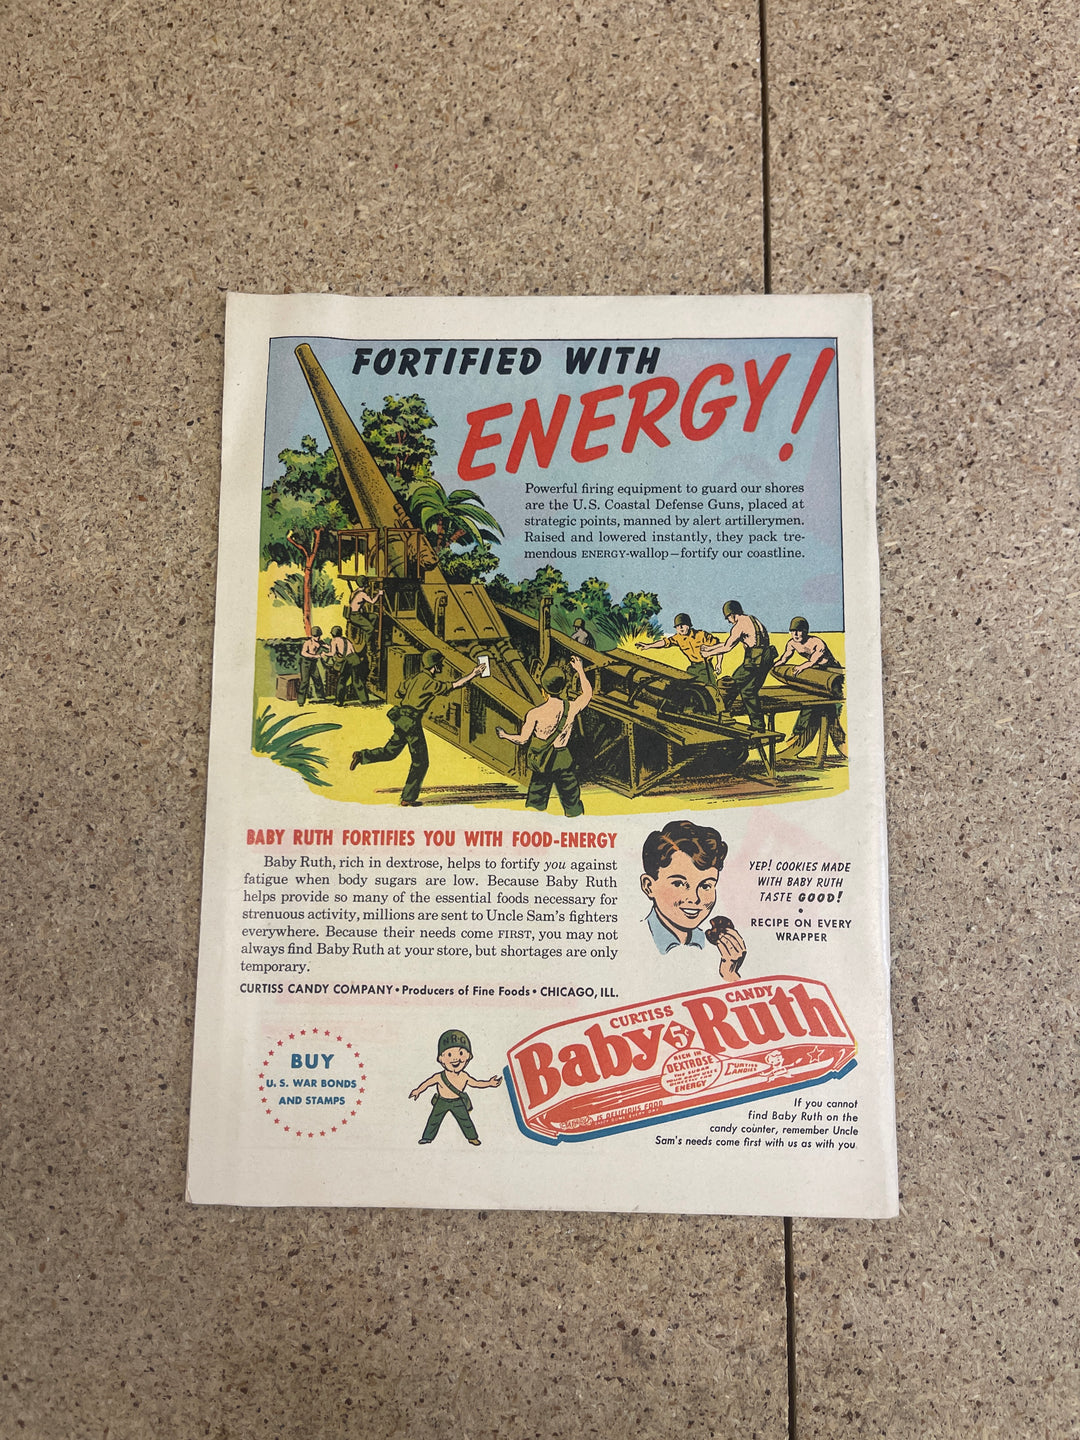 FORTIFIED WITH
ENERGY!
Powerful firing equipment to guard our shores
are the U.S. Coastal Defense Guns, placed at
strategic points, manned by alert artillerymen.
Raised and lowered instantly, they pack tre-
mendous ENERGY-wallop—fortify our coastline.
BABY RUTH FORTIFIES YOU WITH FOOD-ENERGY
Baby Ruth, rich in dextrose, helps to fortify you against
fatigue when body sugars are low. Because Baby Ruth
helps provide so many of the essential foods necessary for
strenuous activity, millions are sent to Uncle Sam's fighters
everywhere. Because their needs come FIRST, you may not
always find Baby Ruth at your store, but shortages are only
temporary.
CURTISS CANDY COMPANY • Producers of Fine Foods • CHICAGO, ILL.
YEP! COOKIES MADE
WITH BABY RUTH
TASTE GOOD!
•
RECIPE ON EVERY
WRAPPER
BUY
U. S. WAR BONDS
AND STAMPS
N-R-G
CURTISS
CANDY
Baby Ruth
5¢
RICH IN
DEXTROSE
THE SUGAR
ENERGY
CURTISS
CANDIES
IS DELICIOUS FOOD
If you cannot
find Baby Ruth on the
candy counter, remember Uncle
Sam's needs come first with us as with you.